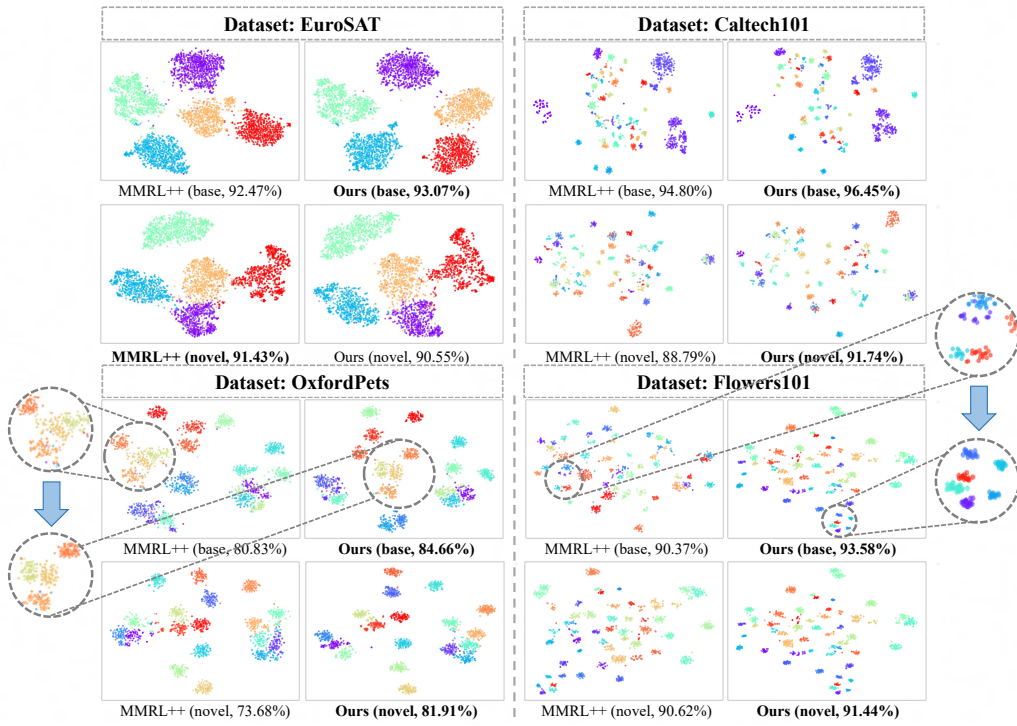 Dataset: EuroSAT
Dataset: Caltech101
MMRL++ (base, 92.47%)
Ours (base, 93.07%)
MMRL++ (base, 94.80%)
Ours (base, 96.45%)
MMRL++ (novel, 91.43%)
Ours (novel, 90.55%)
MMRL++ (novel, 88.79%)
Ours (novel, 91.74%)
Dataset: OxfordPets
Dataset: Flowers101
MMRL++ (base, 80.83%)
Ours (base, 84.66%)
MMRL++ (base, 90.37%)
Ours (base, 93.58%)
MMRL++ (novel, 73.68%)
Ours (novel, 81.91%)
MMRL++ (novel, 90.62%)
Ours (novel, 91.44%)